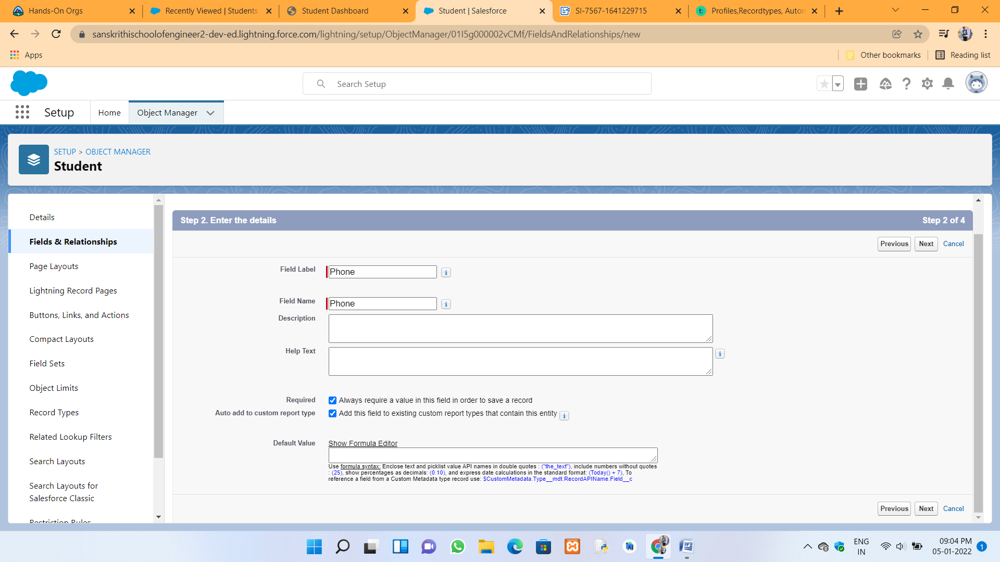 Hands-On Orgs
Recently Viewed | Students
Student Dashboard
Student | Salesforce
SI-7567-1641229715
Profiles,Recordtypes, Autom
sanskrithischoolofengineer2-dev-ed.lightning.force.com/lightning/setup/ObjectManager/01I5g000002vCMf/FieldsAndRelationships/new
Apps
Other bookmarks
Reading list
Search Setup
Setup
Home
Object Manager
SETUP > OBJECT MANAGER
Student
Details
Fields & Relationships
Page Layouts
Lightning Record Pages
Buttons, Links, and Actions
Compact Layouts
Field Sets
Object Limits
Record Types
Related Lookup Filters
Search Layouts
Search Layouts for
Salesforce Classic
Restriction Rules
Step 2. Enter the details
Step 2 of 4
Previous
Next
Cancel
Field Label
Phone
Field Name
Phone
Description
Help Text
Required
Always require a value in this field in order to save a record
Auto add to custom report type
Add this field to existing custom report types that contain this entity
Default Value
Show Formula Editor
Use formula syntax: Enclose text and picklist value API names in double quotes : ("the_text"), include numbers without quotes
: (25), show percentages as decimals: (0.10), and express date calculations in the standard format: (Today() + 7), To
reference a field from a Custom Metadata type record use: $CustomMetadata.Type__mdt.RecordAPIName.Field__c
Previous
Next
Cancel
ENG
IN
09:04 PM
05-01-2022
1